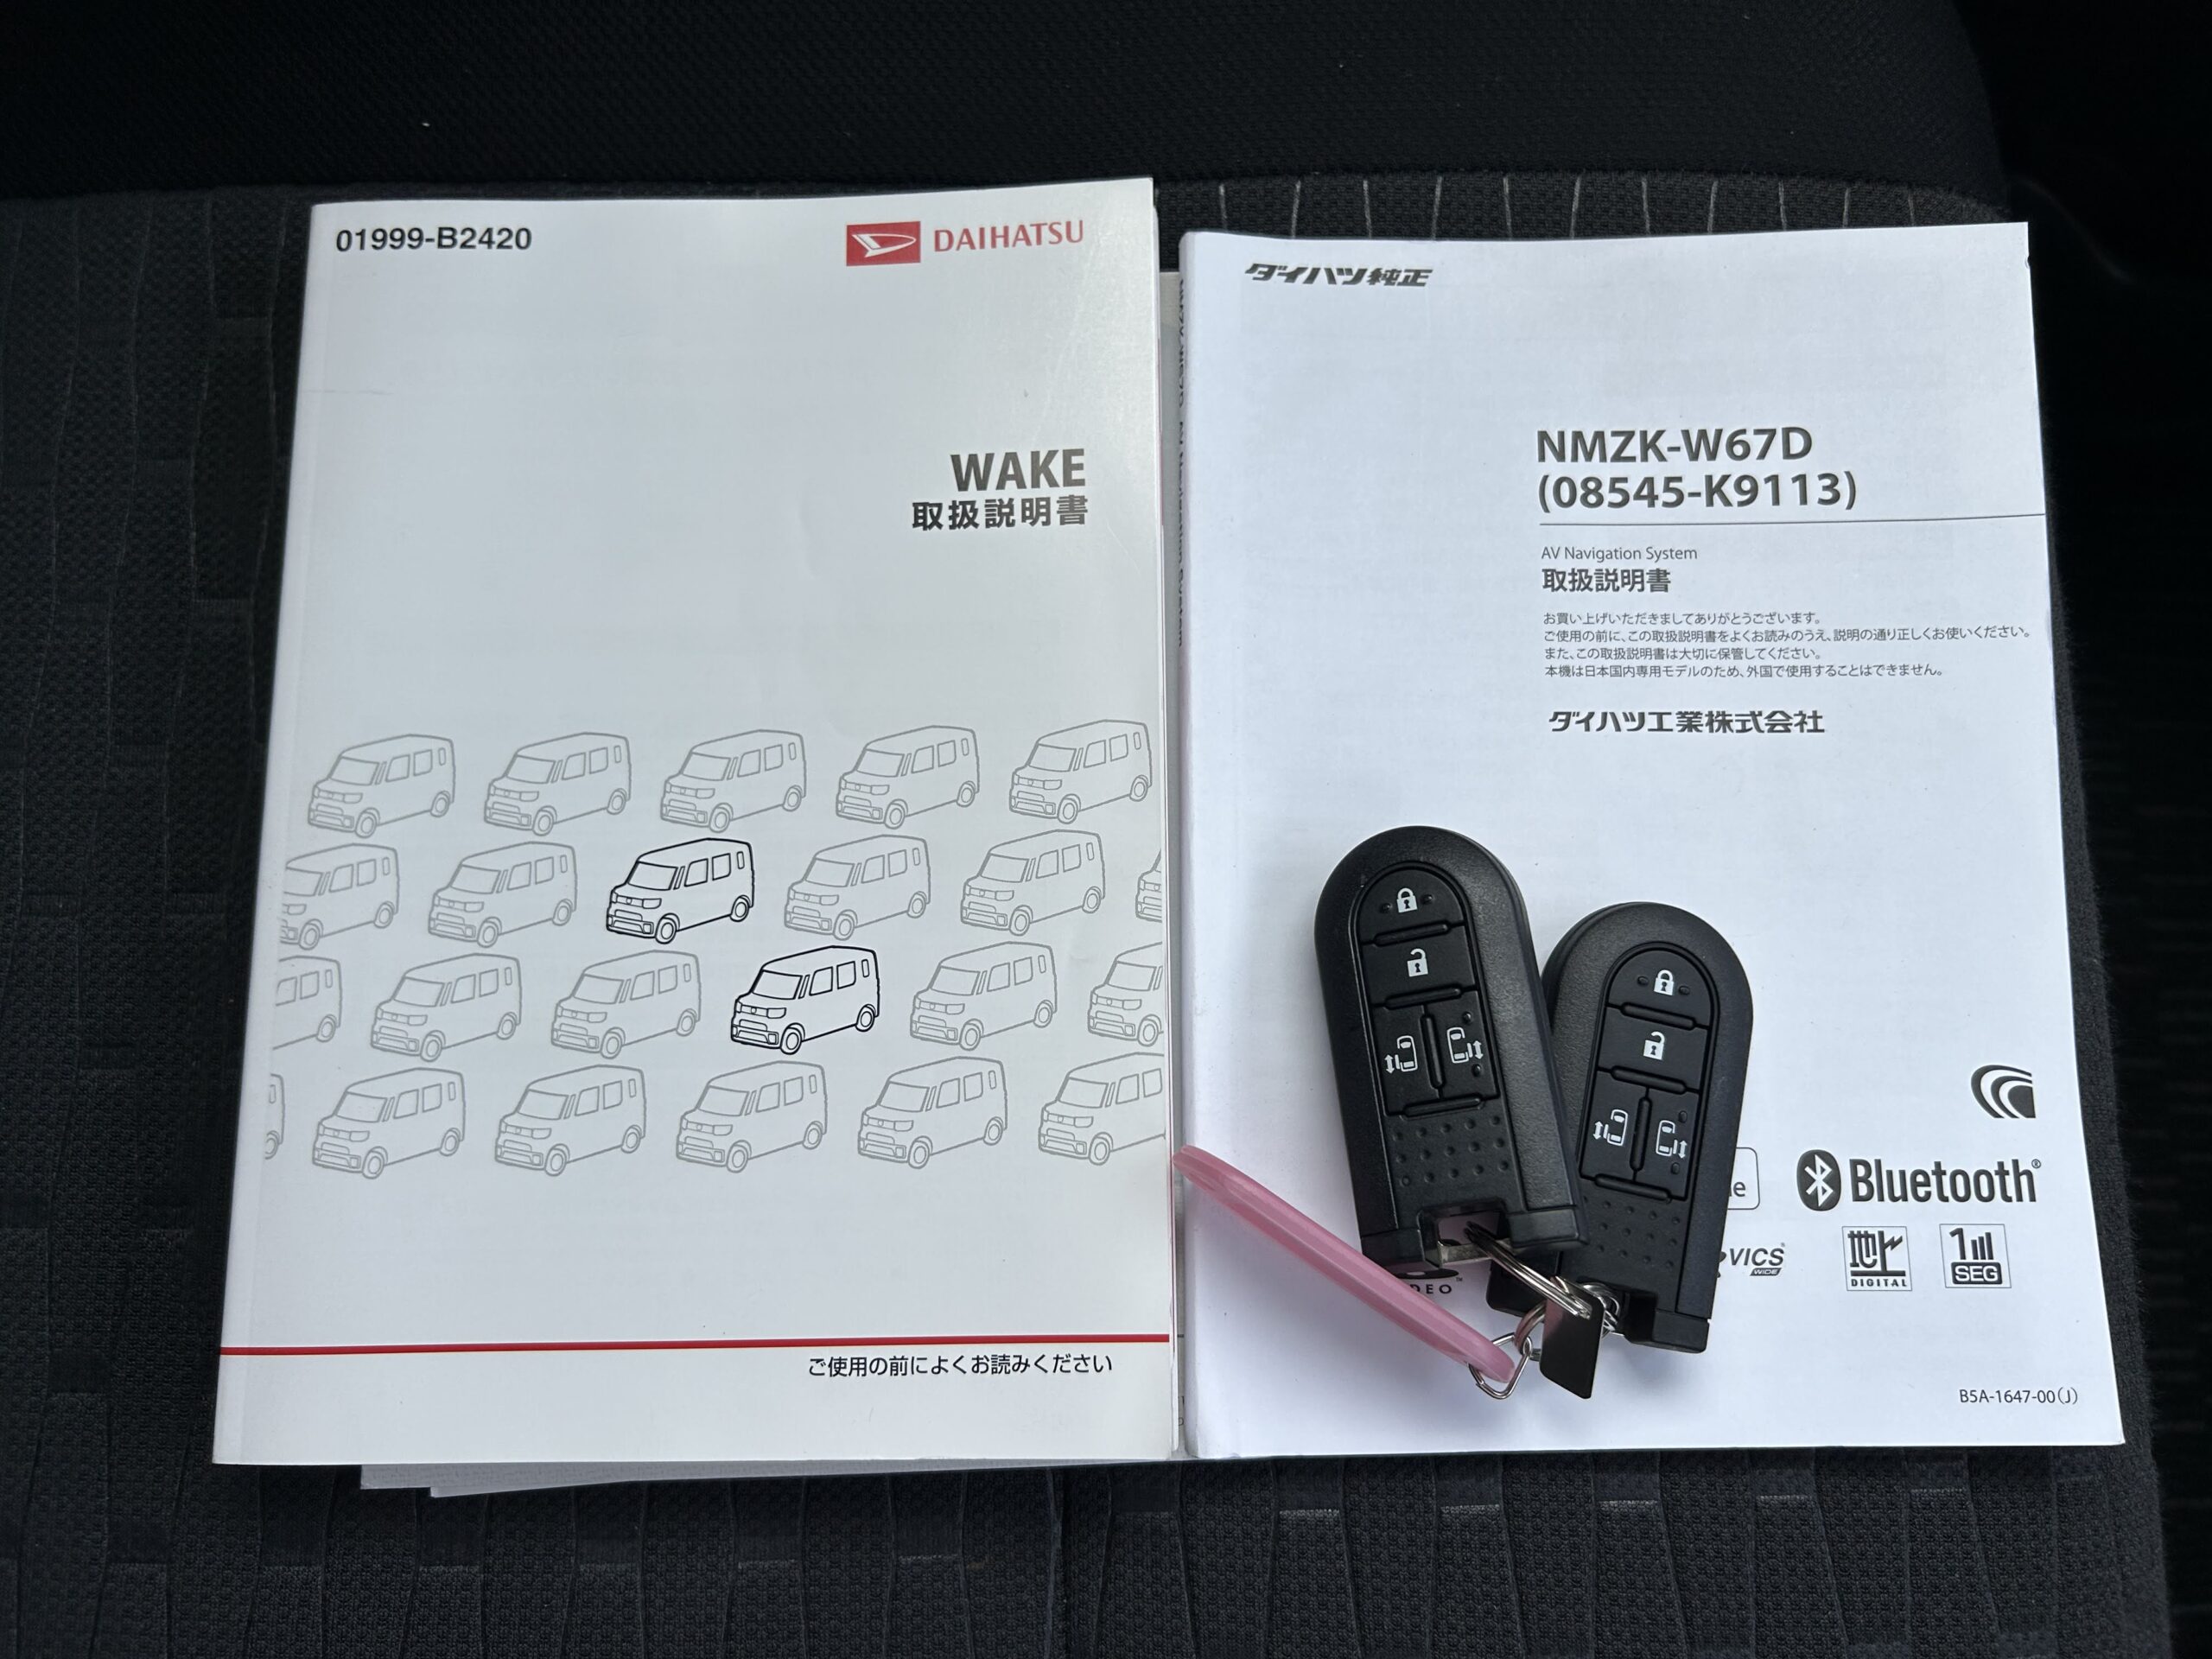 01999-B2420
DAIHATSU
WAKE
取扱説明書
ご使用の前によくお読みください
ダイハツ純正
NMZK-W67D
(08545-K9113)
AV Navigation System
取扱説明書
お買い上げいただきましてありがとうございます。
ご使用の前に、この取扱説明書をよくお読みのうえ、説明の通り正しくお使いください。
また、この取扱説明書は大切に保管してください。
本機は日本国内専用モデルのため、外国で使用することはできません。
ダイハツ工業株式会社
Bluetooth®
VICS
WIDE
地デジ
DIGITAL
1
SEG
B5A-1647-00(J)